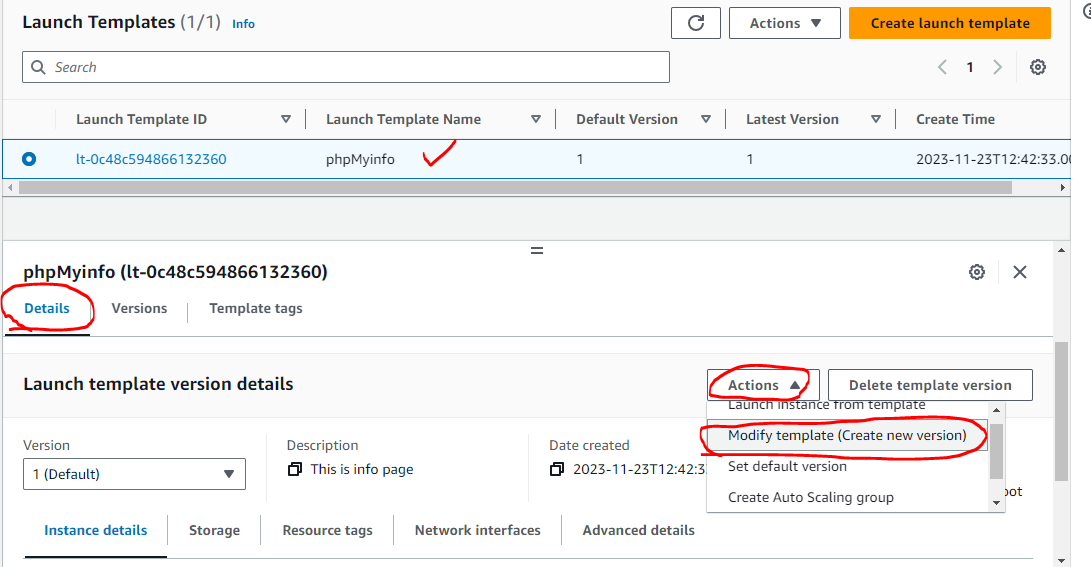 Launch Templates (1/1) Info
Actions
Create launch template
Search
1
Launch Template ID
Launch Template Name
Default Version
Latest Version
Create Time
lt-0c48c594866132360
phpMyinfo
1
1
2023-11-23T12:42:33.00
phpMyinfo (lt-0c48c594866132360)
Details
Versions
Template tags
Launch template version details
Actions
Delete template version
Launch instance from template
Modify template (Create new version)
Set default version
Create Auto Scaling group
Version
Description
Date created
1 (Default)
This is info page
2023-11-23T12:42:3
oot
Instance details
Storage
Resource tags
Network interfaces
Advanced details